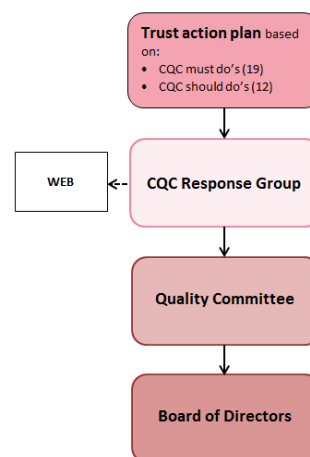 Trust action plan based
on:
• CQC must do's (19)
• CQC should do's (12)
WEB
CQC Response Group
Quality Committee
Board of Directors